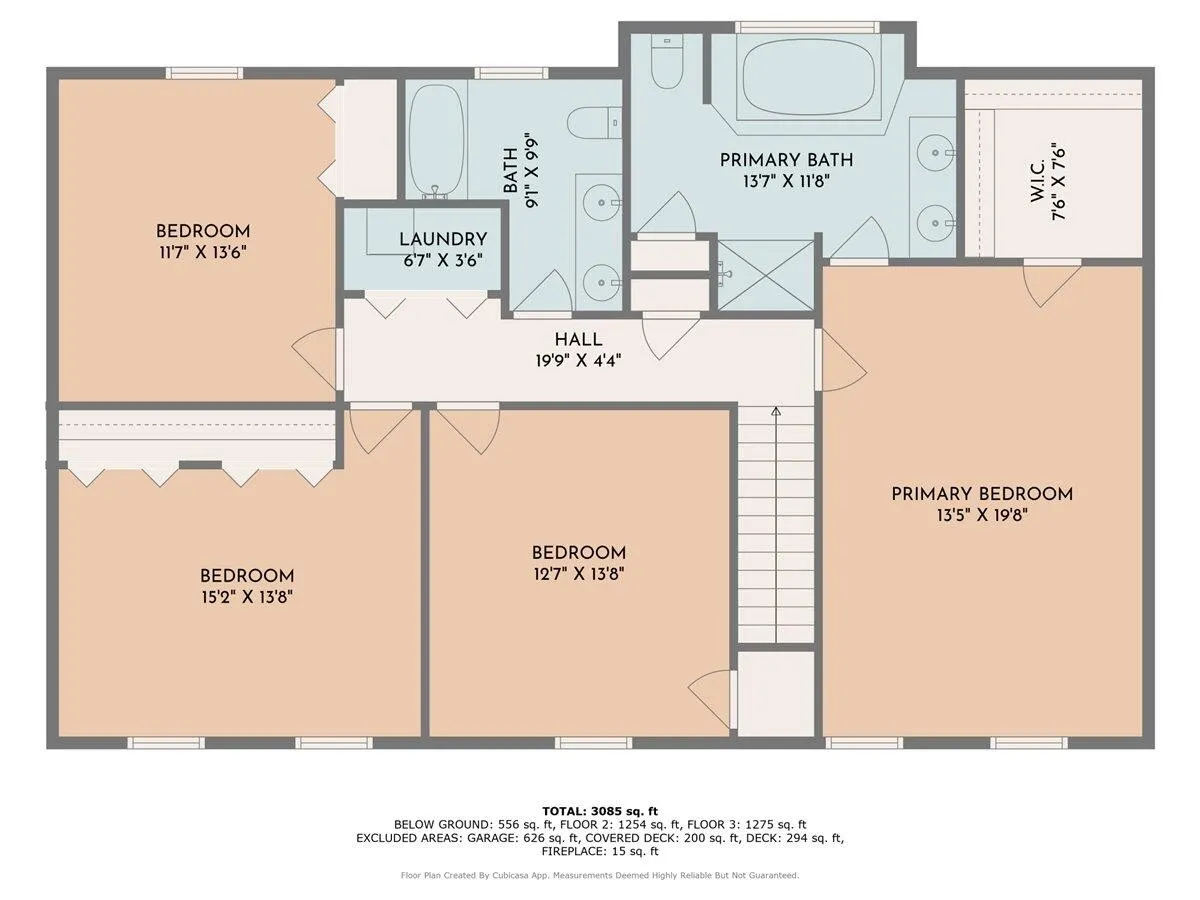 PRIMARY BATH
13'7" X 11'8"
BATH
9'1" X 9'9"
W.I.C.
7'6" X 7'6"
BEDROOM
11'7" X 13'6"
LAUNDRY
6'7" X 3'6"
HALL
19'9" X 4'4"
PRIMARY BEDROOM
13'5" X 19'8"
BEDROOM
12'7" X 13'8"
BEDROOM
15'2" X 13'8"
TOTAL: 3085 sq. ft
BELOW GROUND: 556 sq. ft, FLOOR 2: 1254 sq. ft, FLOOR 3: 1275 sq. ft
EXCLUDED AREAS: GARAGE: 626 sq. ft, COVERED DECK: 200 sq. ft, DECK: 294 sq. ft,
FIREPLACE: 15 sq. ft
Floor Plan Created By Cubicasa App. Measurements Deemed Highly Reliable But Not Guaranteed.